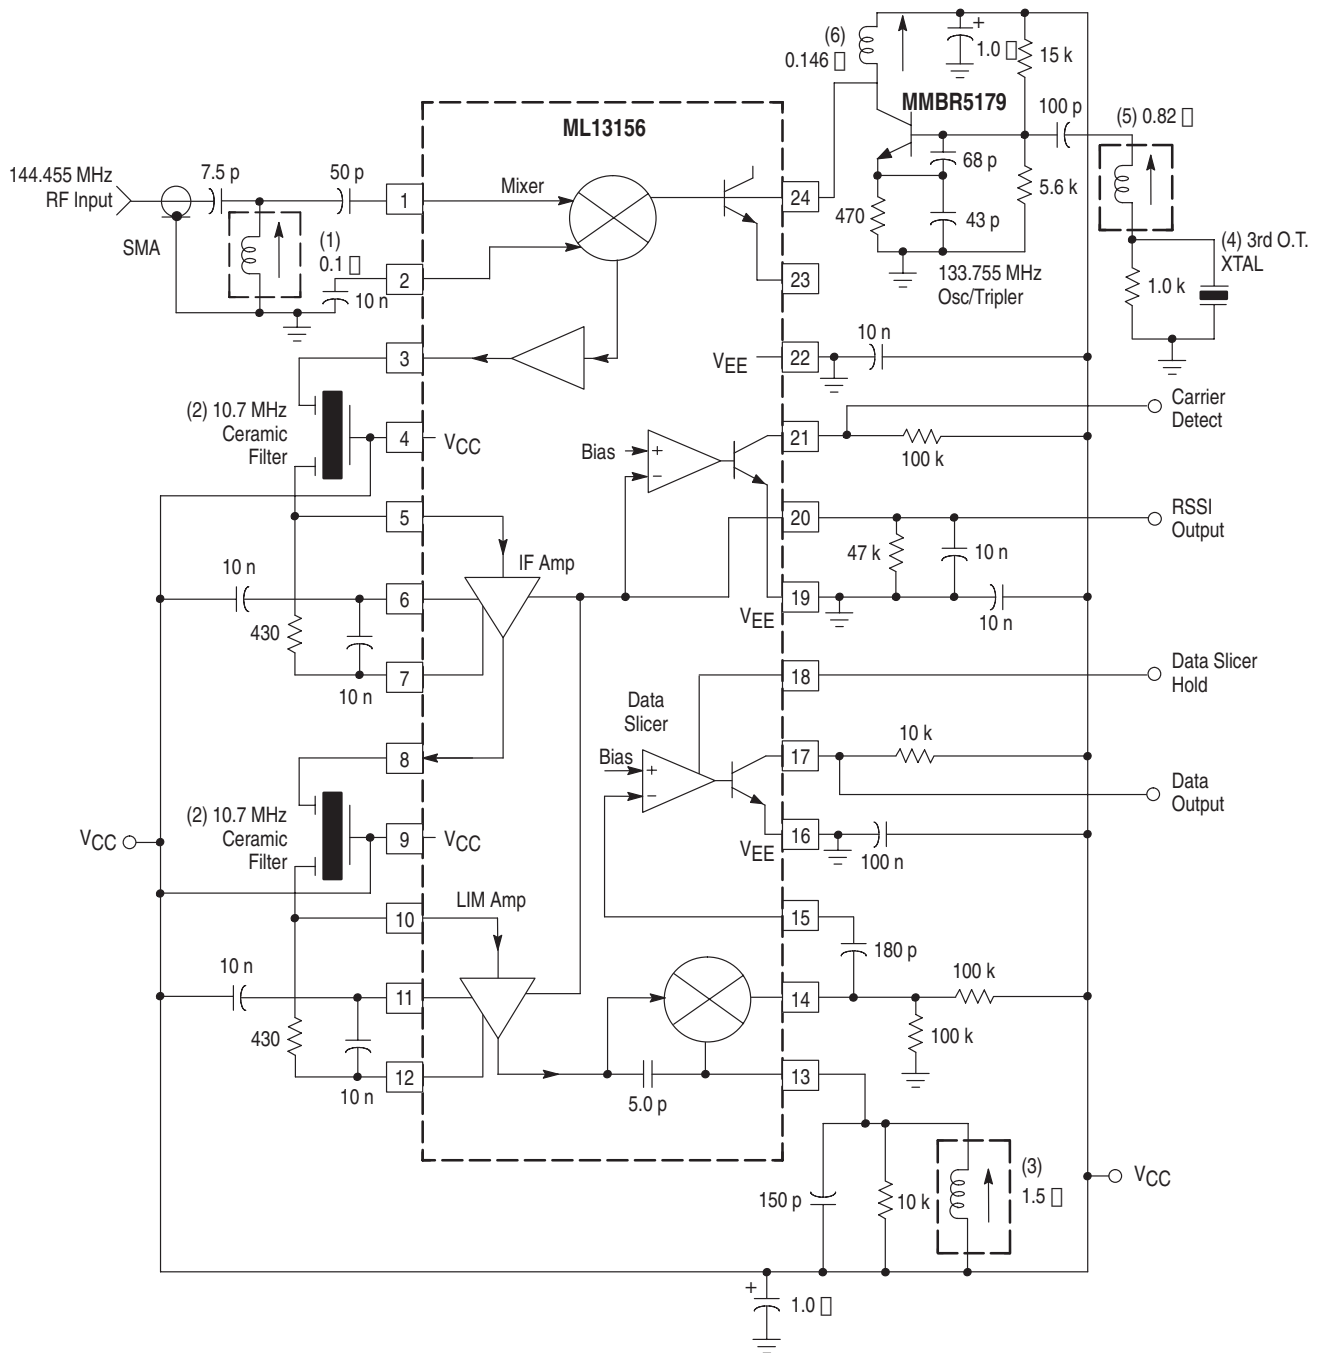 (6)
0.146 ▯
+
1.0 ▯
15 k
MMBR5179
100 p
(5) 0.82 ▯
ML13156
144.455 MHz
RF Input
7.5 p
50 p
1
Mixer
24
68 p
470
43 p
5.6 k
SMA
(1)
0.1 ▯
10 n
2
23
133.755 MHz
Osc/Tripler
(4) 3rd O.T.
XTAL
1.0 k
3
VEE
22
10 n
(2) 10.7 MHz
Ceramic
Filter
4
VCC
Bias
+
–
21
100 k
Carrier
Detect
5
20
RSSI
Output
47 k
10 n
10 n
IF Amp
6
VEE
19
10 n
430
10 n
7
18
Data Slicer
Hold
Data
Slicer
8
Bias
+
–
17
10 k
Data
Output
(2) 10.7 MHz
Ceramic
Filter
VCC
9
VCC
VEE
16
100 n
LIM Amp
10
15
180 p
10 n
11
14
100 k
100 k
430
10 n
12
5.0 p
13
150 p
10 k
(3)
1.5 ▯
VCC
+
1.0 ▯